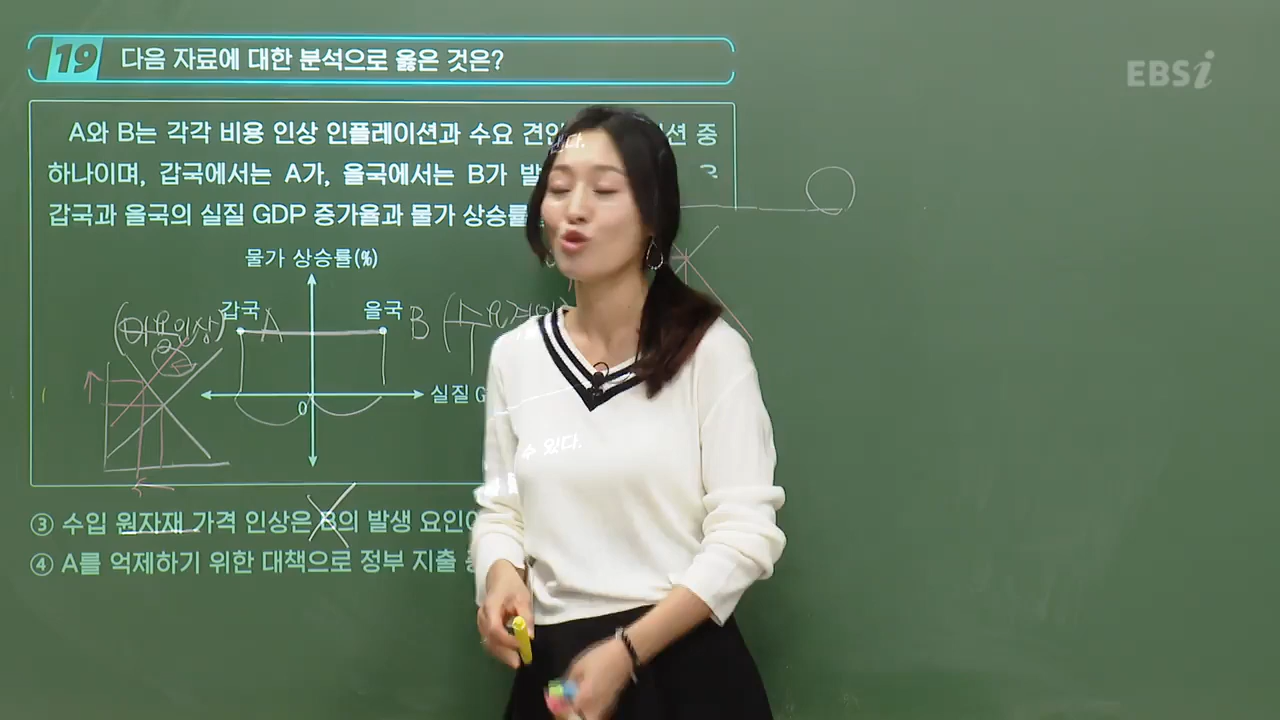 19 다음 자료에 대한 분석으로 옳은 것은?
EBSi
A와 B는 각각 비용 인상 인플레이션과 수요 견인 중
하나이며, 갑국에서는 A가, 을국에서는 B가
갑국과 을국의 실질 GDP 증가율과 물가 상승률
물가 상승률(%)
갑국 A 을국 B
(비용인상)
0 실질
수 있다.
③ 수입 원자재 가격 인상은 B의 발생 요인
④ A를 억제하기 위한 대책으로 정부 지출